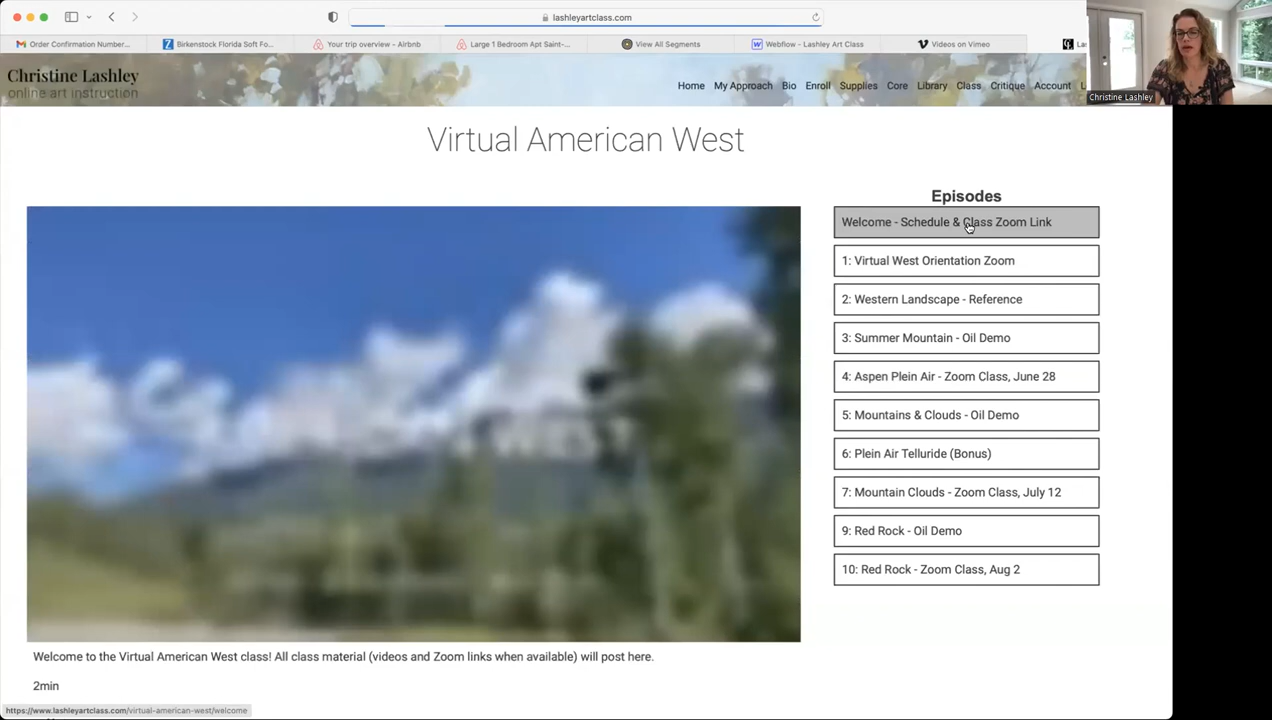 lashleyartclass.com
Order Confirmation Number...
Birkenstock Florida Soft Fo...
Your trip overview - Airbnb
Large 1 Bedroom Apt Saint-...
View All Segments
Webflow - Lashley Art Class
Videos on Vimeo
Las
Christine Lashley
online art instruction
Home
My Approach
Bio
Enroll
Supplies
Core
Library
Class
Critique
Account
L
Christine Lashley
Virtual American West
Episodes
Welcome - Schedule & Class Zoom Link
1: Virtual West Orientation Zoom
2: Western Landscape - Reference
3: Summer Mountain - Oil Demo
4: Aspen Plein Air - Zoom Class, June 28
5: Mountains & Clouds - Oil Demo
6: Plein Air Telluride (Bonus)
7: Mountain Clouds - Zoom Class, July 12
9: Red Rock - Oil Demo
10: Red Rock - Zoom Class, Aug 2
WEST
Welcome to the Virtual American West class! All class material (videos and Zoom links when available) will post here.
2min
https://www.lashleyartclass.com/virtual-american-west/welcome